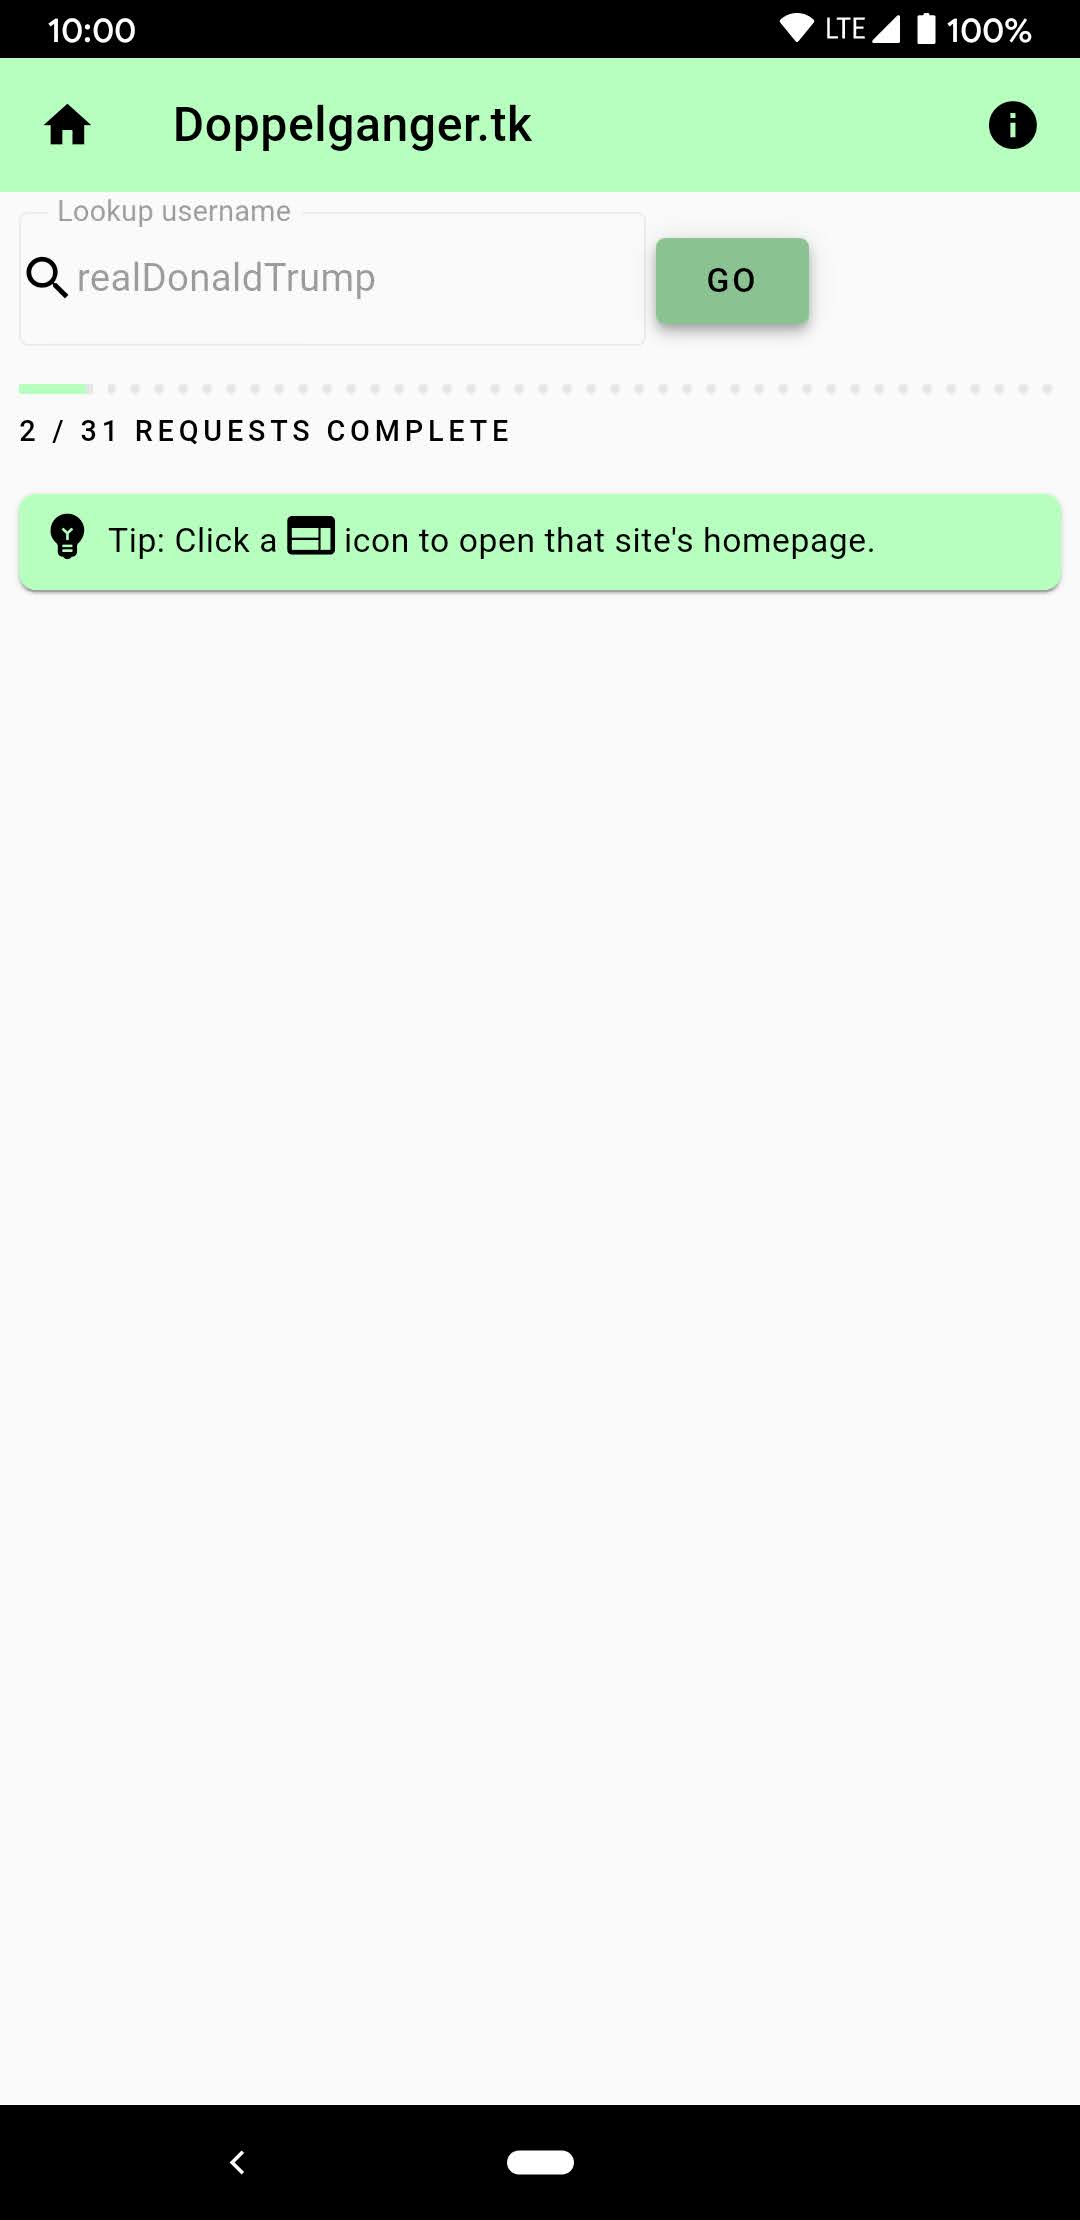 10:00 LTE 100%
Doppelganger.tk
Lookup username
realDonaldTrump
GO
2 / 31 REQUESTS COMPLETE
Tip: Click a icon to open that site's homepage.